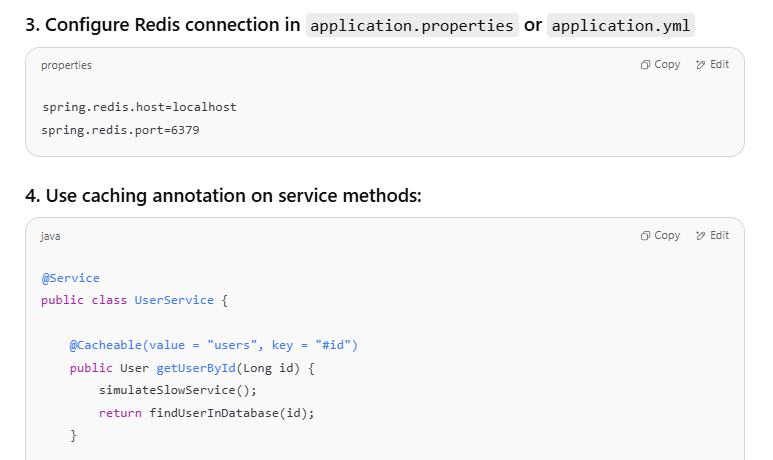 3. Configure Redis connection in application.properties or application.yml
properties
Copy
Edit
spring.redis.host=localhost
spring.redis.port=6379
4. Use caching annotation on service methods:
java
Copy
Edit
@Service
public class UserService {
@Cacheable(value = "users", key = "#id")
public User getUserById(Long id) {
simulateSlowService();
return findUserInDatabase(id);
}